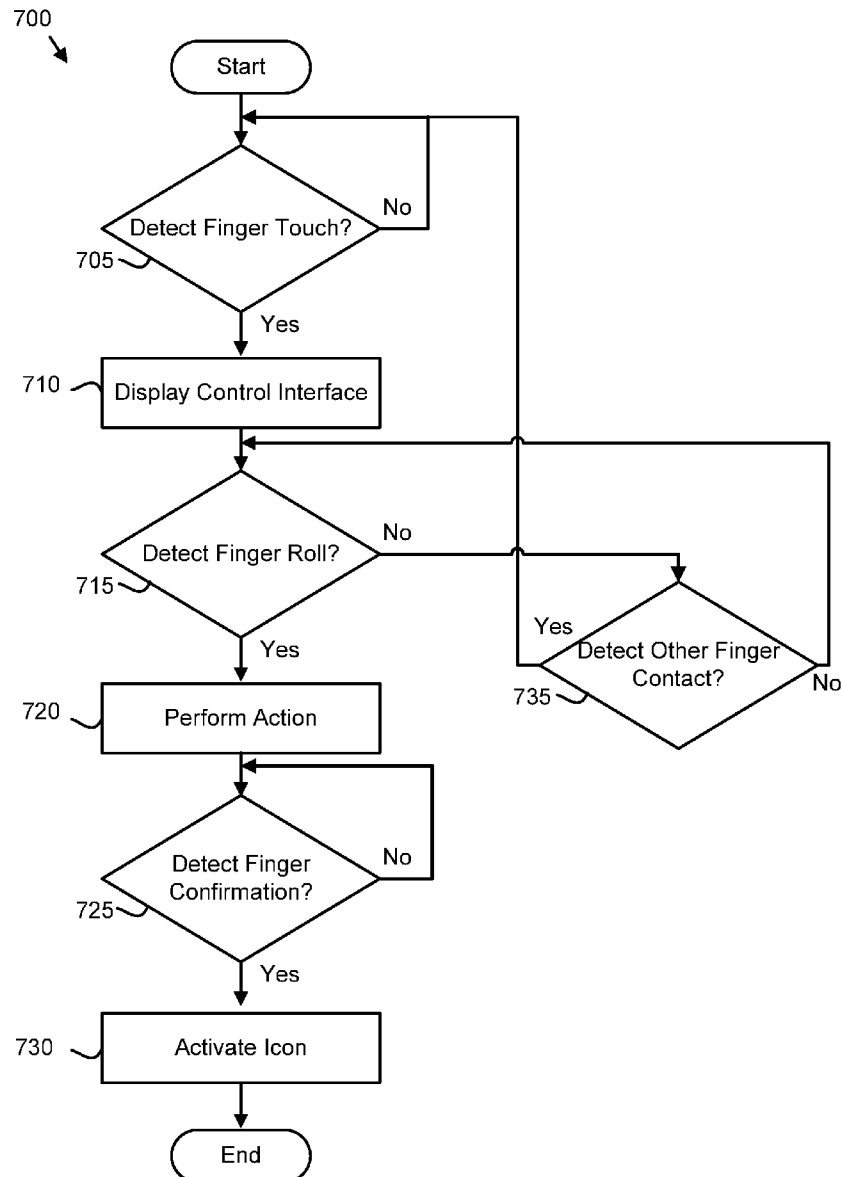 700
Start
Detect Finger Touch?
No
705
Yes
710
Display Control Interface
Detect Finger Roll?
No
715
Yes
Yes
Detect Other Finger
Contact?
No
735
720
Perform Action
Detect Finger
Confirmation?
No
725
Yes
730
Activate Icon
End